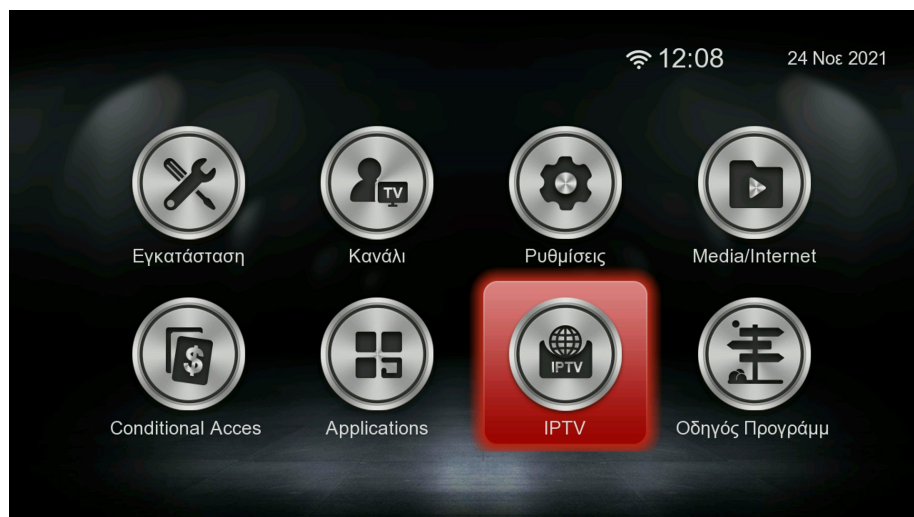 12:08 24 Νοε 2021
TV
Εγκατάσταση Κανάλι Ρυθμίσεις Media/Internet
$ IPTV
Conditional Acces Applications IPTV Οδηγός Προγράμμ